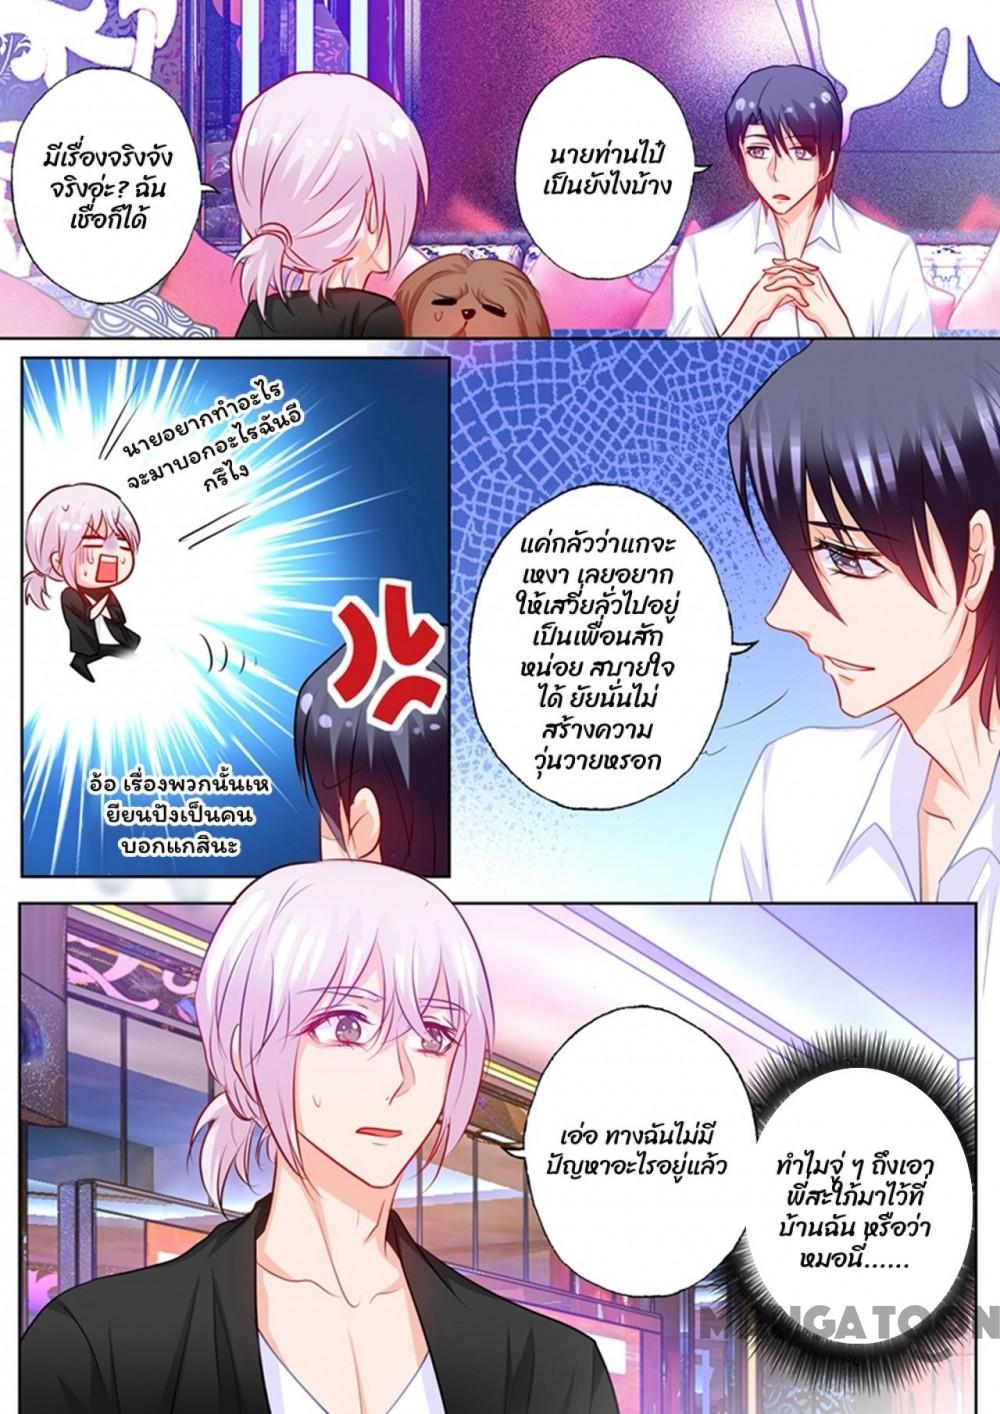 มีเรื่องจริงจัง
จริงอ่ะ? ฉัน
เชื่อก็ได้
นายท่านไป๋
เป็นยังไงบ้าง
นายอยากทำอะไร
จะมาบอกอะไรฉันอี
กรึไง
แค่กลัวว่าแกจะ
เหงา เลยอยาก
ให้เสวี่ยลั่วไปอยู่
เป็นเพื่อนสัก
หน่อย สบายใจ
ได้ ยัยนั่นไม่
สร้างความ
วุ่นวายหรอก
อ้อ เรื่องพวกนั้นเห
ยียนปังเป็นคน
บอกแกสินะ
เอ่อ ทางฉันไม่มี
ปัญหาอะไรอยู่แล้ว
ทำไมจู่ ๆ ถึงเอา
พี่สะใภ้มาไว้ที่
บ้านฉัน หรือว่า
หมอนี่......
MANGATOON